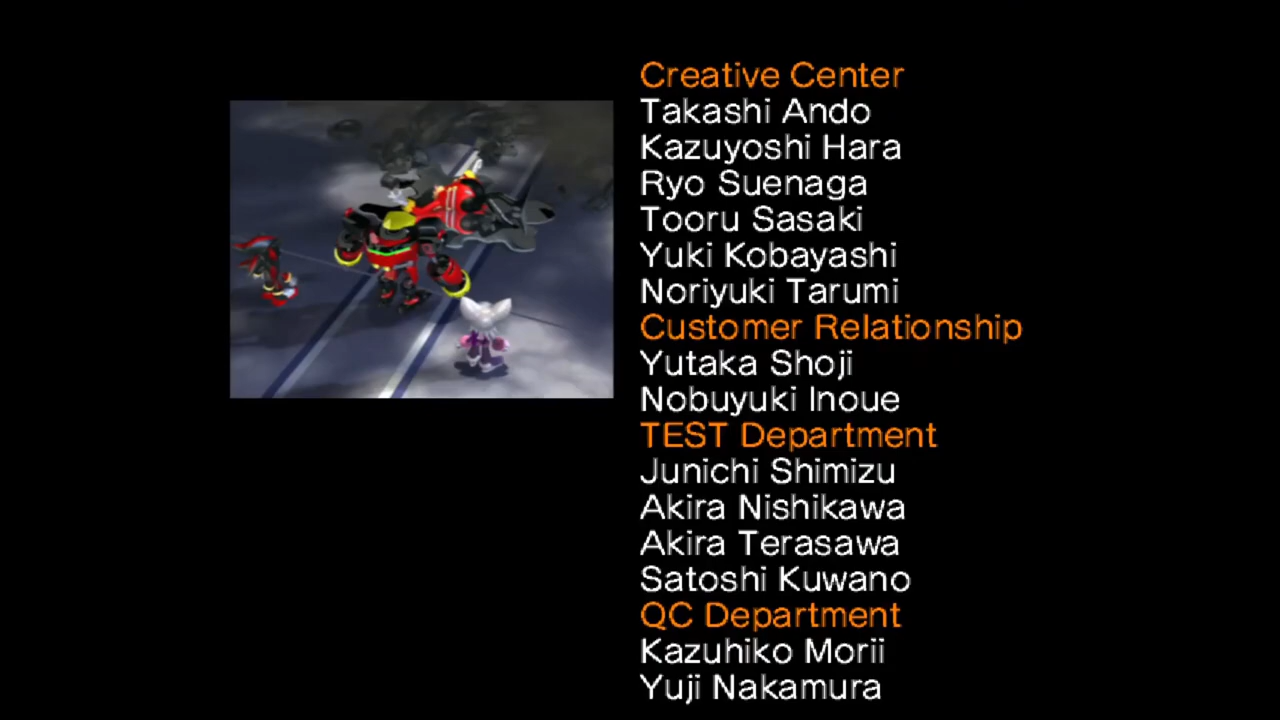 Creative Center
Takashi Ando
Kazuyoshi Hara
Ryo Suenaga
Tooru Sasaki
Yuki Kobayashi
Noriyuki Tarumi
Customer Relationship
Yutaka Shoji
Nobuyuki Inoue
TEST Department
Junichi Shimizu
Akira Nishikawa
Akira Terasawa
Satoshi Kuwano
QC Department
Kazuhiko Morii
Yuji Nakamura